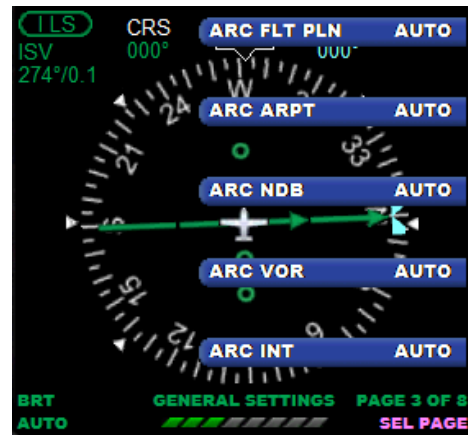 ILS CRS ARC FLT PLN AUTO
ISV 000° 000°
274°/0.1
W
24
ARC ARPT AUTO
21
33
ARC NDB AUTO
S
ARC VOR AUTO
15
12
6
ARC INT AUTO
BRT GENERAL SETTINGS PAGE 3 OF 8
AUTO SEL PAGE